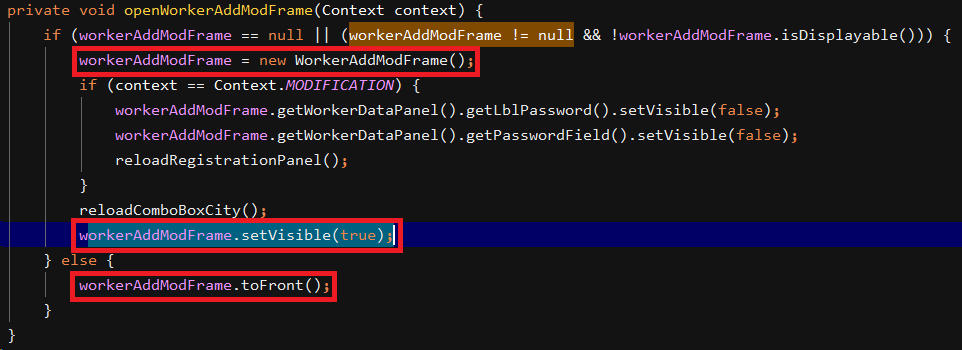 private void openWorkerAddModFrame(Context context) {
if (workerAddModFrame == null || (workerAddModFrame != null && !workerAddModFrame.isDisplayable())) {
workerAddModFrame = new WorkerAddModFrame();
if (context == Context.MODIFICATION) {
workerAddModFrame.getWorkerDataPanel().getLblPassword().setVisible(false);
workerAddModFrame.getWorkerDataPanel().getPasswordField().setVisible(false);
reloadRegistrationPanel();
}
reloadComboBoxCity();
workerAddModFrame.setVisible(true);
} else {
workerAddModFrame.toFront();
}
}